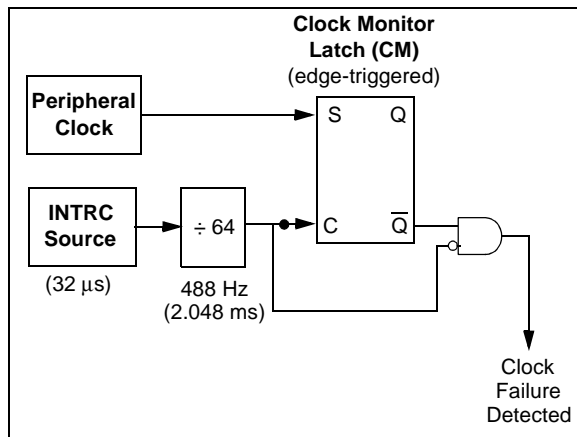 Clock Monitor
Latch (CM)
(edge-triggered)
Peripheral
Clock
S
Q
INTRC
Source
÷ 64
C
Q̅
(32 μs)
488 Hz
(2.048 ms)
Clock
Failure
Detected